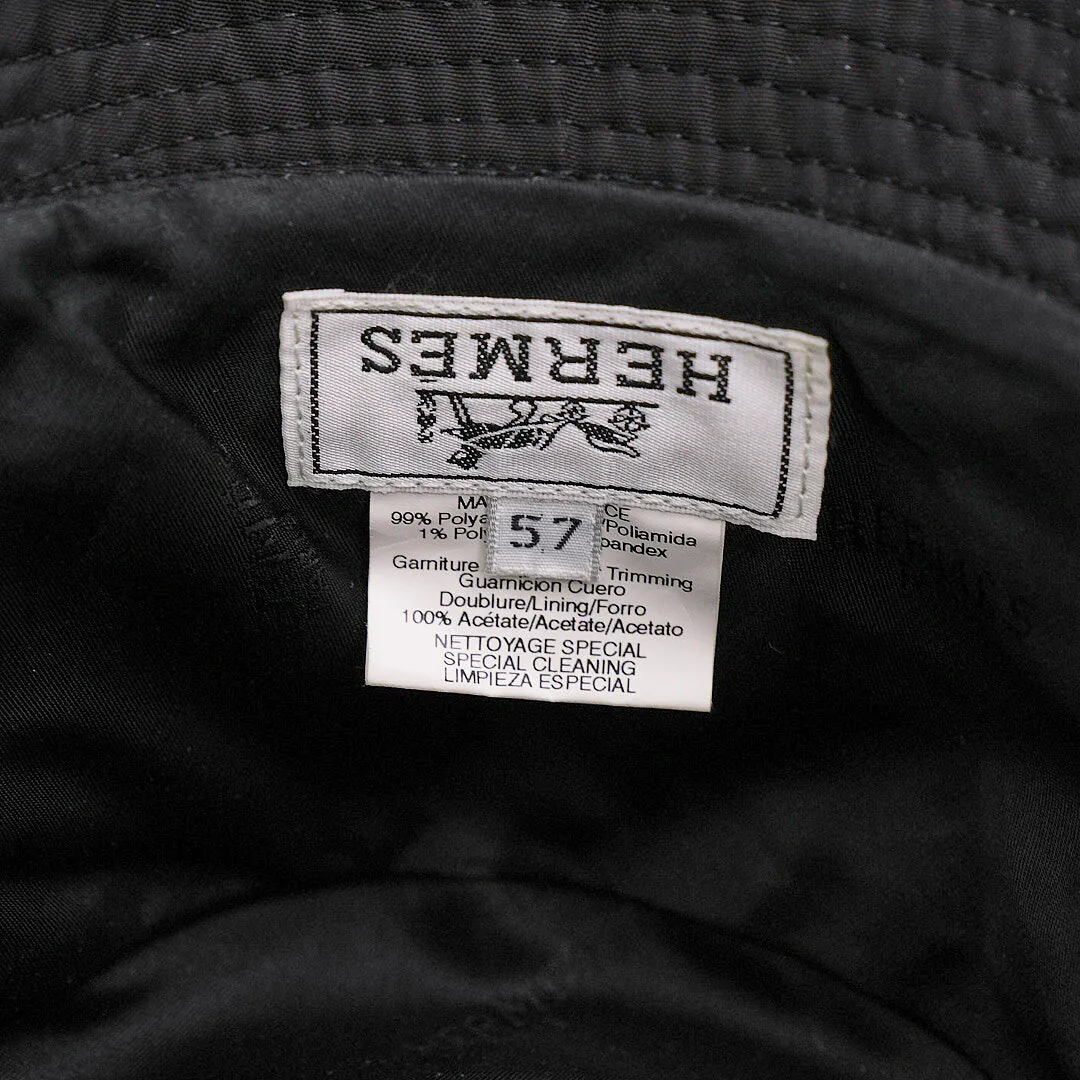 HERMES
57
MA CE
99% Polya /Poliamida
1% Pol pandex
Garniture Trimming
Guarnicion Cuero
Doublure/Lining/Forro
100% Acétate/Acetate/Acetato
NETTOYAGE SPECIAL
SPECIAL CLEANING
LIMPIEZA ESPECIAL